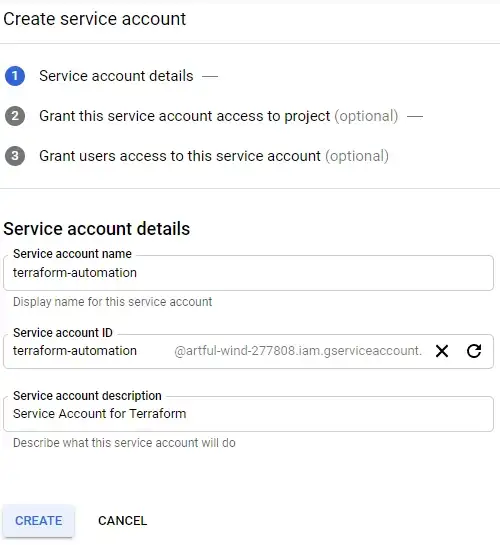 Create service account
1 Service account details —
2 Grant this service account access to project (optional) —
3 Grant users access to this service account (optional)
Service account details
Service account name
terraform-automation
Display name for this service account
Service account ID
terraform-automation @artful-wind-277808.iam.gserviceaccount.
Service account description
Service Account for Terraform
Describe what this service account will do
CREATE CANCEL